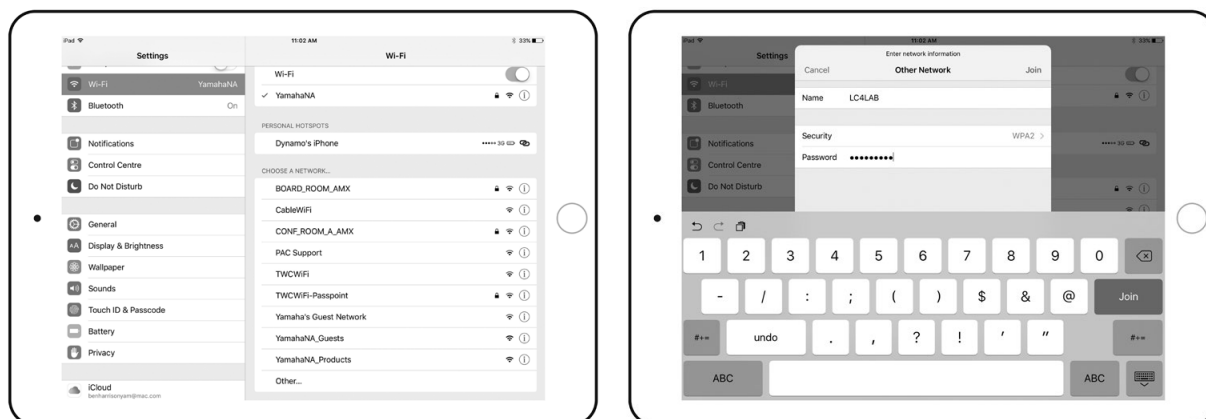 iPad 11:02 AM 33%
Settings Wi-Fi
Wi-Fi YamahaNA
Bluetooth On
Notifications
Control Centre
Do Not Disturb
General
Display & Brightness
AA
Wallpaper
Sounds
Touch ID & Passcode
Battery
Privacy
iCloud
benharrisonyam@mac.com
Wi-Fi
✓ YamahaNA
PERSONAL HOTSPOTS
Dynamo's iPhone 3G
CHOOSE A NETWORK...
BOARD_ROOM_AMX
CableWiFi
CONF_ROOM_A_AMX
PAC Support
TWCWiFi
TWCWiFi-Passpoint
Yamaha's Guest Network
YamahaNA_Guests
YamahaNA_Products
Other...
iPad 11:02 AM 33%
Settings
Wi-Fi
Bluetooth
Notifications
Control Centre
Do Not Disturb
3G
Enter network information
Cancel Other Network Join
Name LC4LAB
Security WPA2 >
Password •••••••••
1 2 3 4 5 6 7 8 9 0
- / : ; ( ) $ & @ Join
#+= undo . , ? ! ' " #+=
ABC ABC